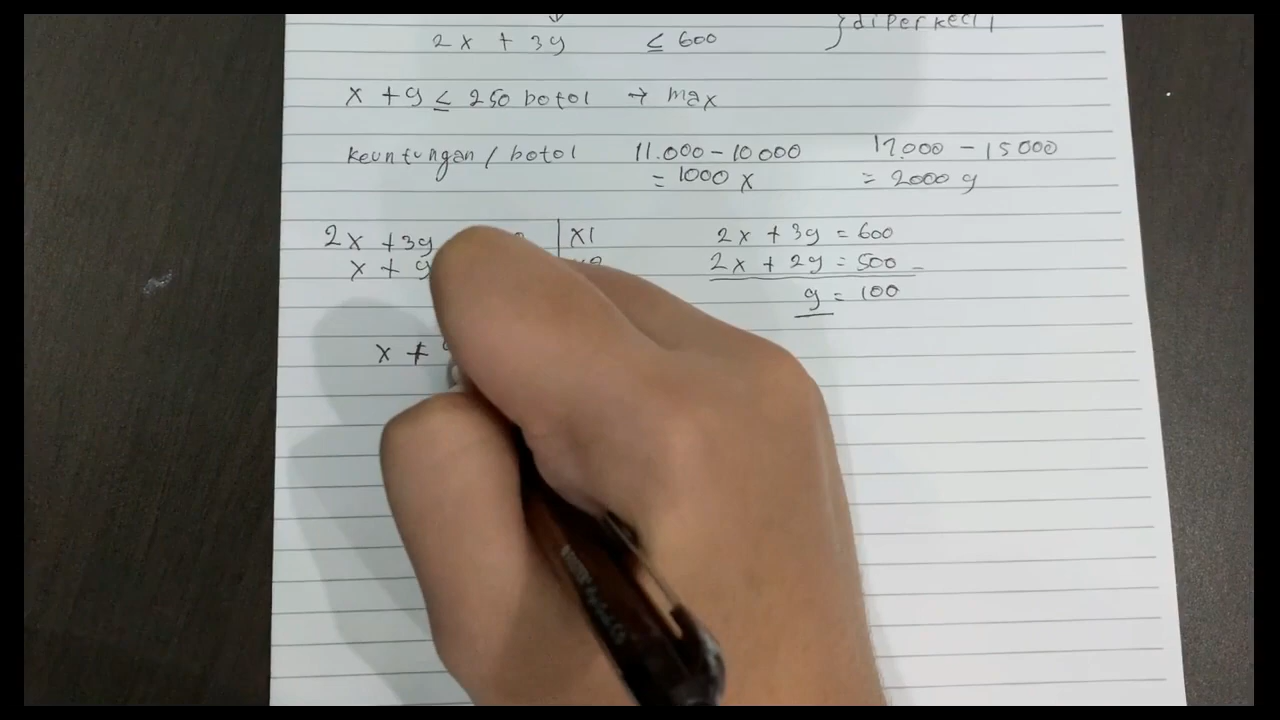 } diperkecil
2x + 3y ≤ 600
x + y ≤ 250 botol → max
keuntungan / botol 11.000 - 10 000 17.000 - 15 000
= 1000 x = 2000 y
2x + 3y x1 2x + 3y = 600
x + y 2x + 2y = 500 -
y = 100
x +